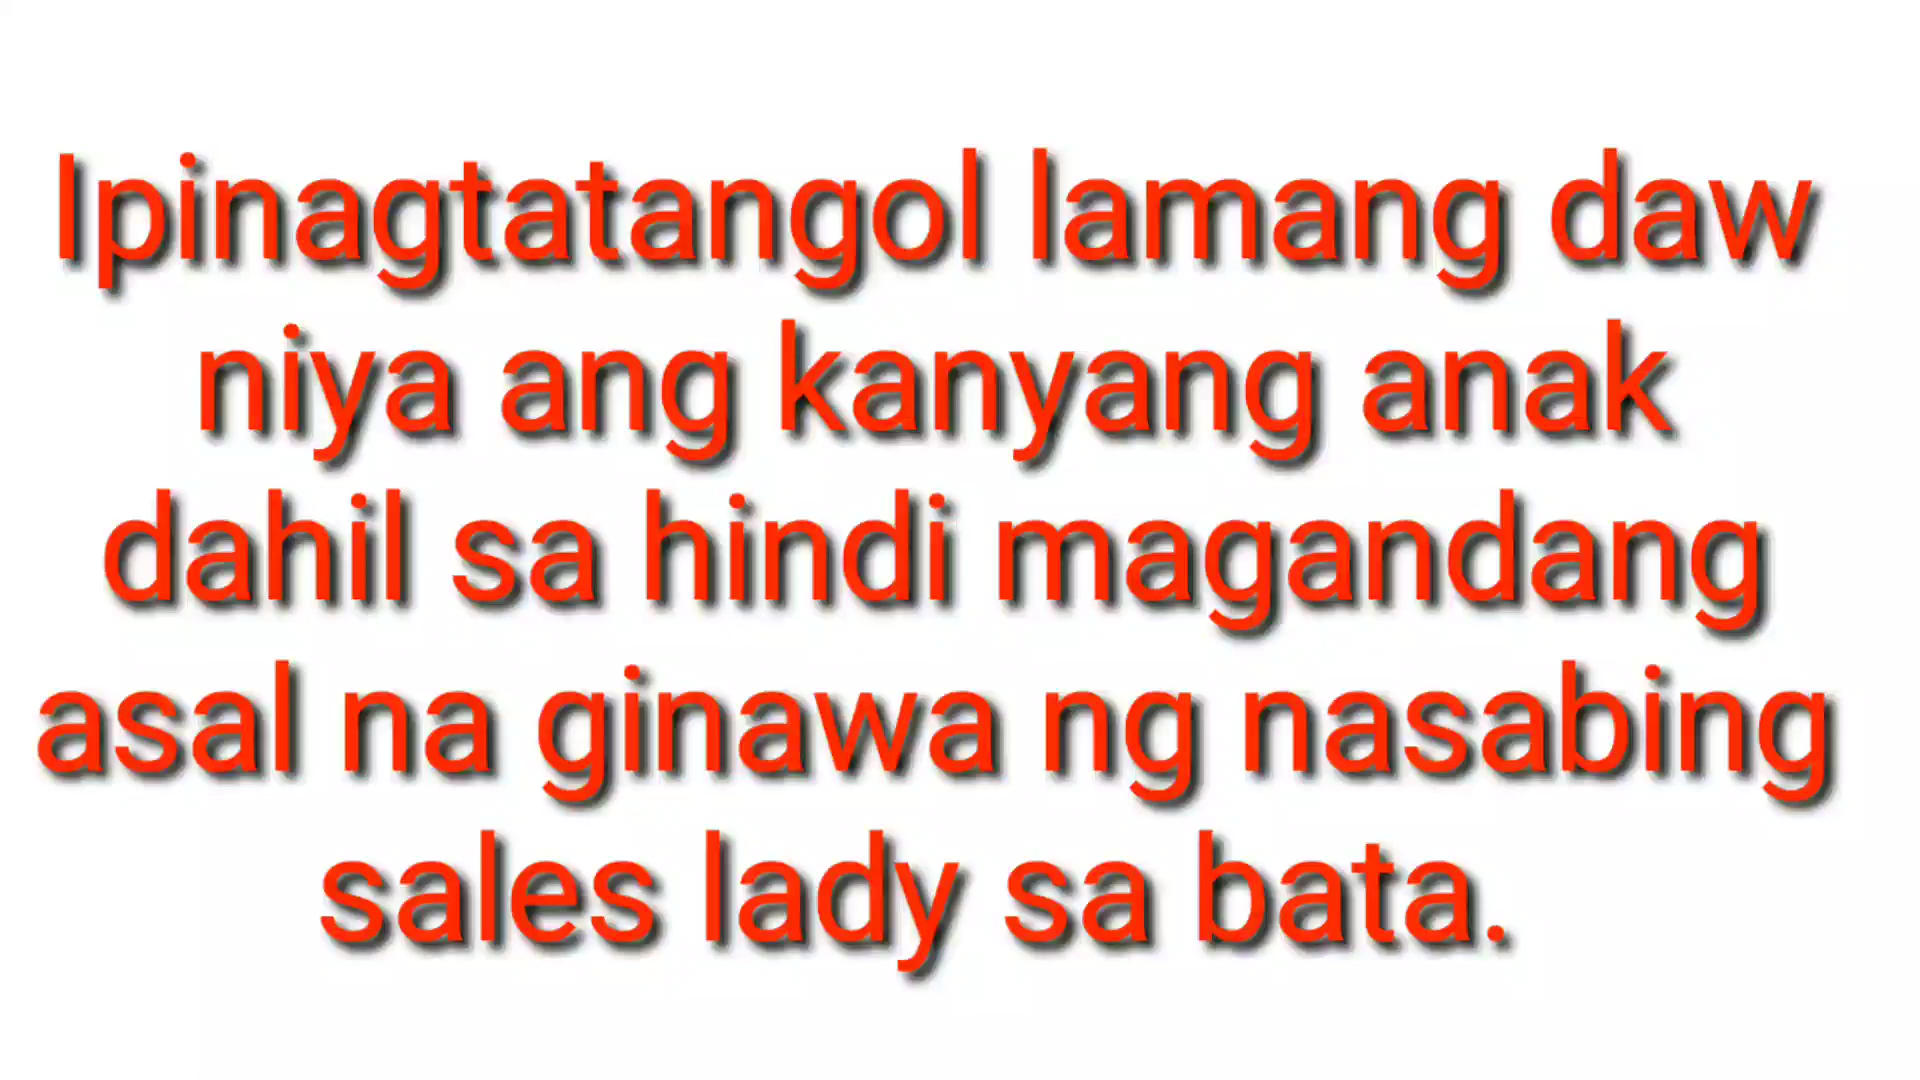 Ipinagtatangol lamang daw
niya ang kanyang anak
dahil sa hindi magandang
asal na ginawa ng nasabing
sales lady sa bata.